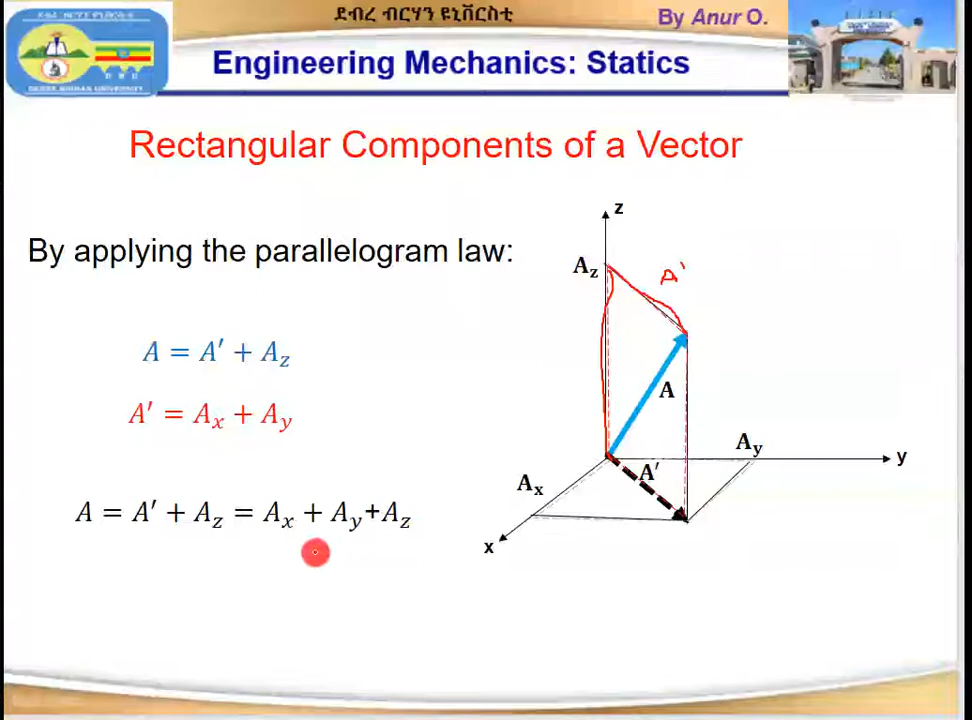 ደብረ ብርሃን ዩኒቨርስቲ
By Anur O.
Engineering Mechanics: Statics
Rectangular Components of a Vector
By applying the parallelogram law:
A = A′ + A_z
A′ = A_x + A_y
A = A′ + A_z = A_x + A_y+A_z
z
A_z
A'
A
A_y
y
A′
A_x
x